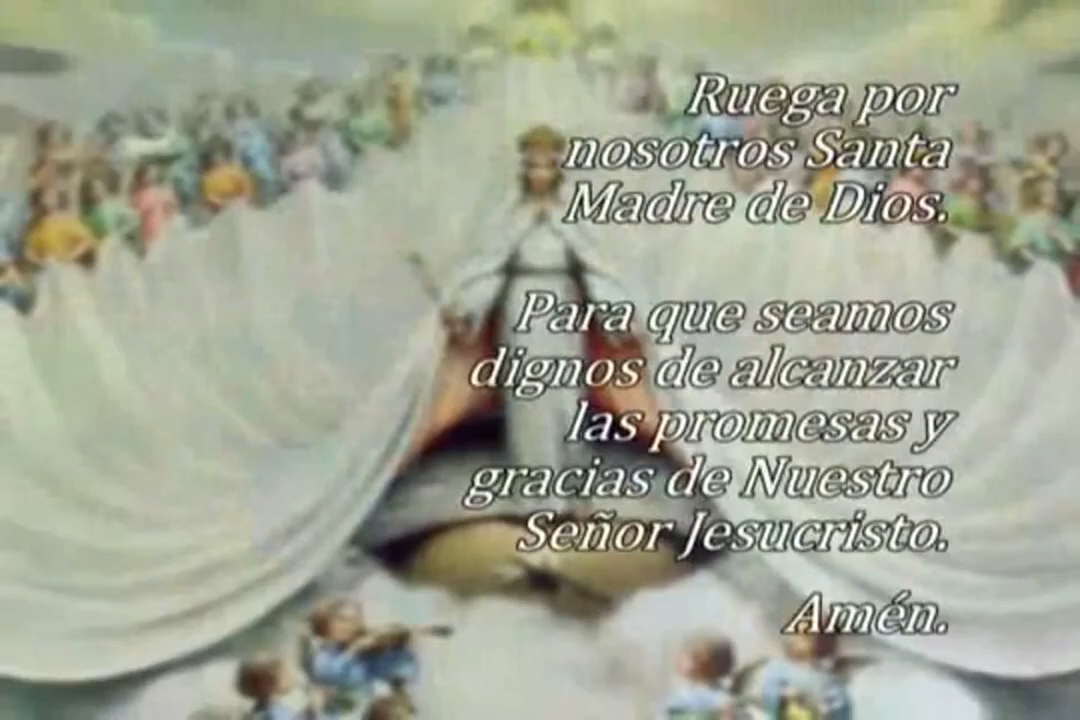 Ruega por
nosotros Santa
Madre de Dios.
Para que seamos
dignos de alcanzar
las promesas y
gracias de Nuestro
Señor Jesucristo.
Amén.